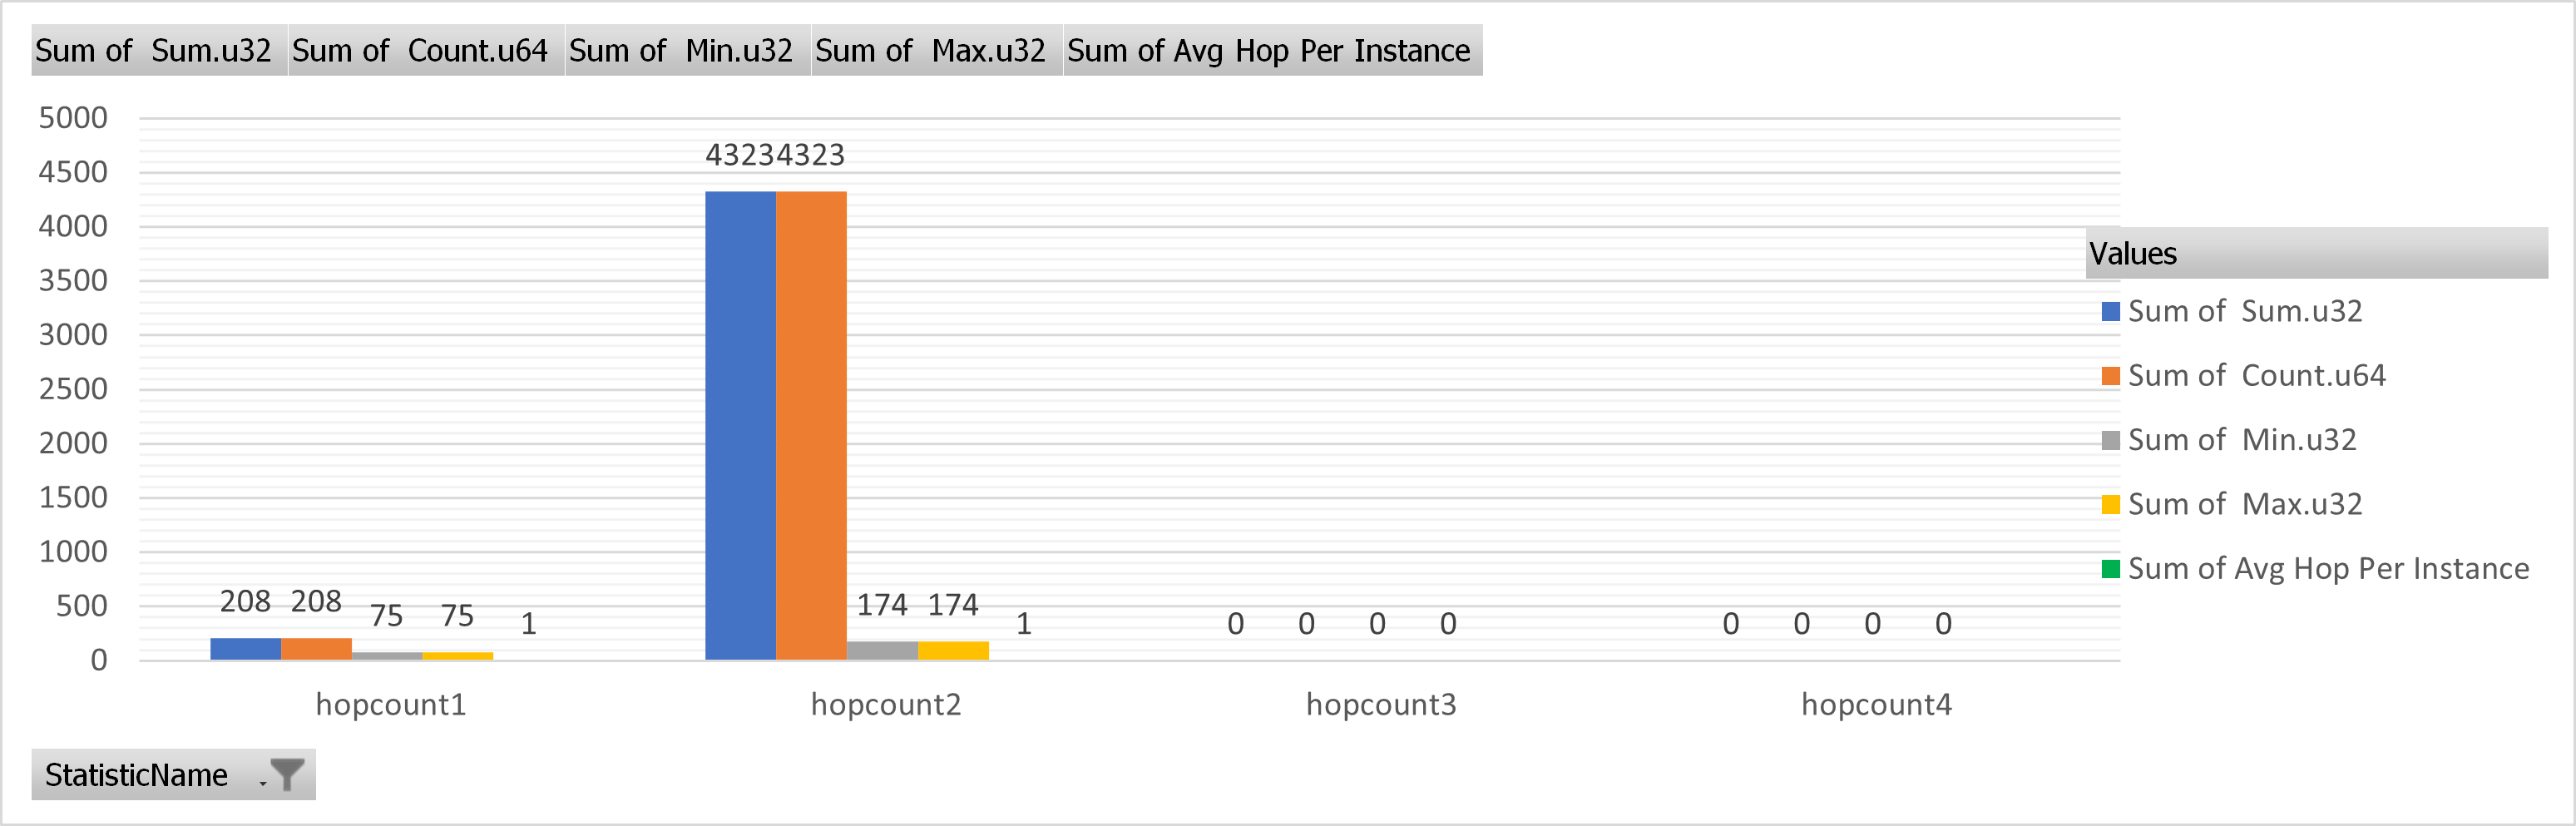 Sum of Sum.u32 Sum of Count.u64 Sum of Min.u32 Sum of Max.u32 Sum of Avg Hop Per Instance
5000
4500
4000
3500
3000
2500
2000
1500
1000
500
0
208 208 75 75 1
4323 4323 174 174 1
0 0 0 0
0 0 0 0
hopcount1 hopcount2 hopcount3 hopcount4
Values
Sum of Sum.u32
Sum of Count.u64
Sum of Min.u32
Sum of Max.u32
Sum of Avg Hop Per Instance
StatisticName